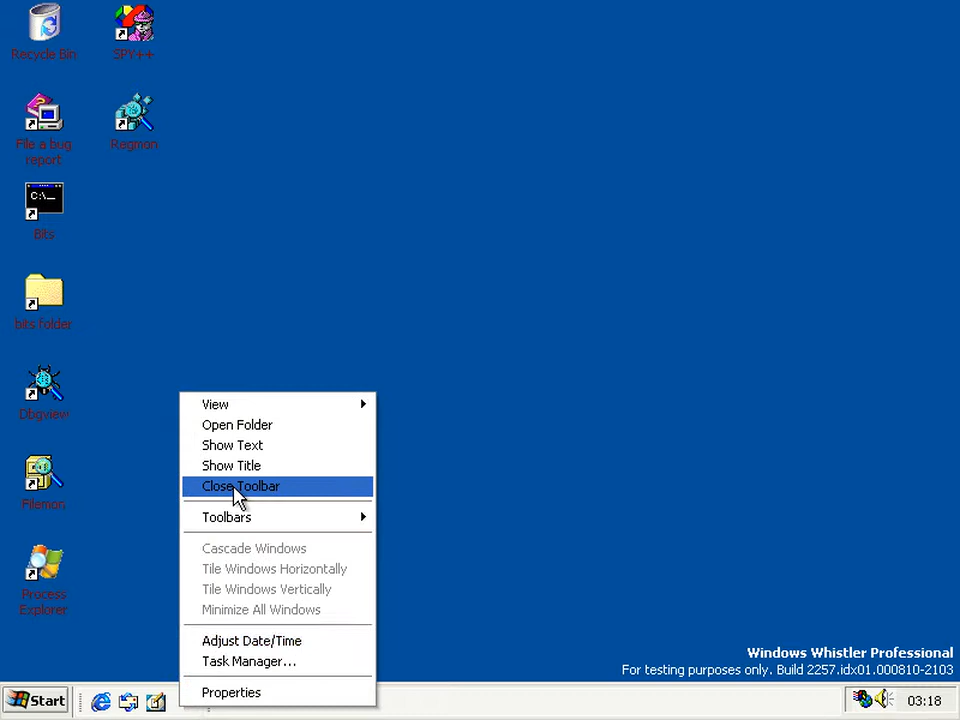 Recycle Bin
SPY++
File a bug
report
Regmon
C:\_
Bits
bits folder
Dbgview
Filemon
Process
Explorer
View
Open Folder
Show Text
Show Title
Close Toolbar
Toolbars
Cascade Windows
Tile Windows Horizontally
Tile Windows Vertically
Minimize All Windows
Adjust Date/Time
Task Manager...
Properties
Windows Whistler Professional
For testing purposes only. Build 2257.idx01.000810-2103
Start
03:18